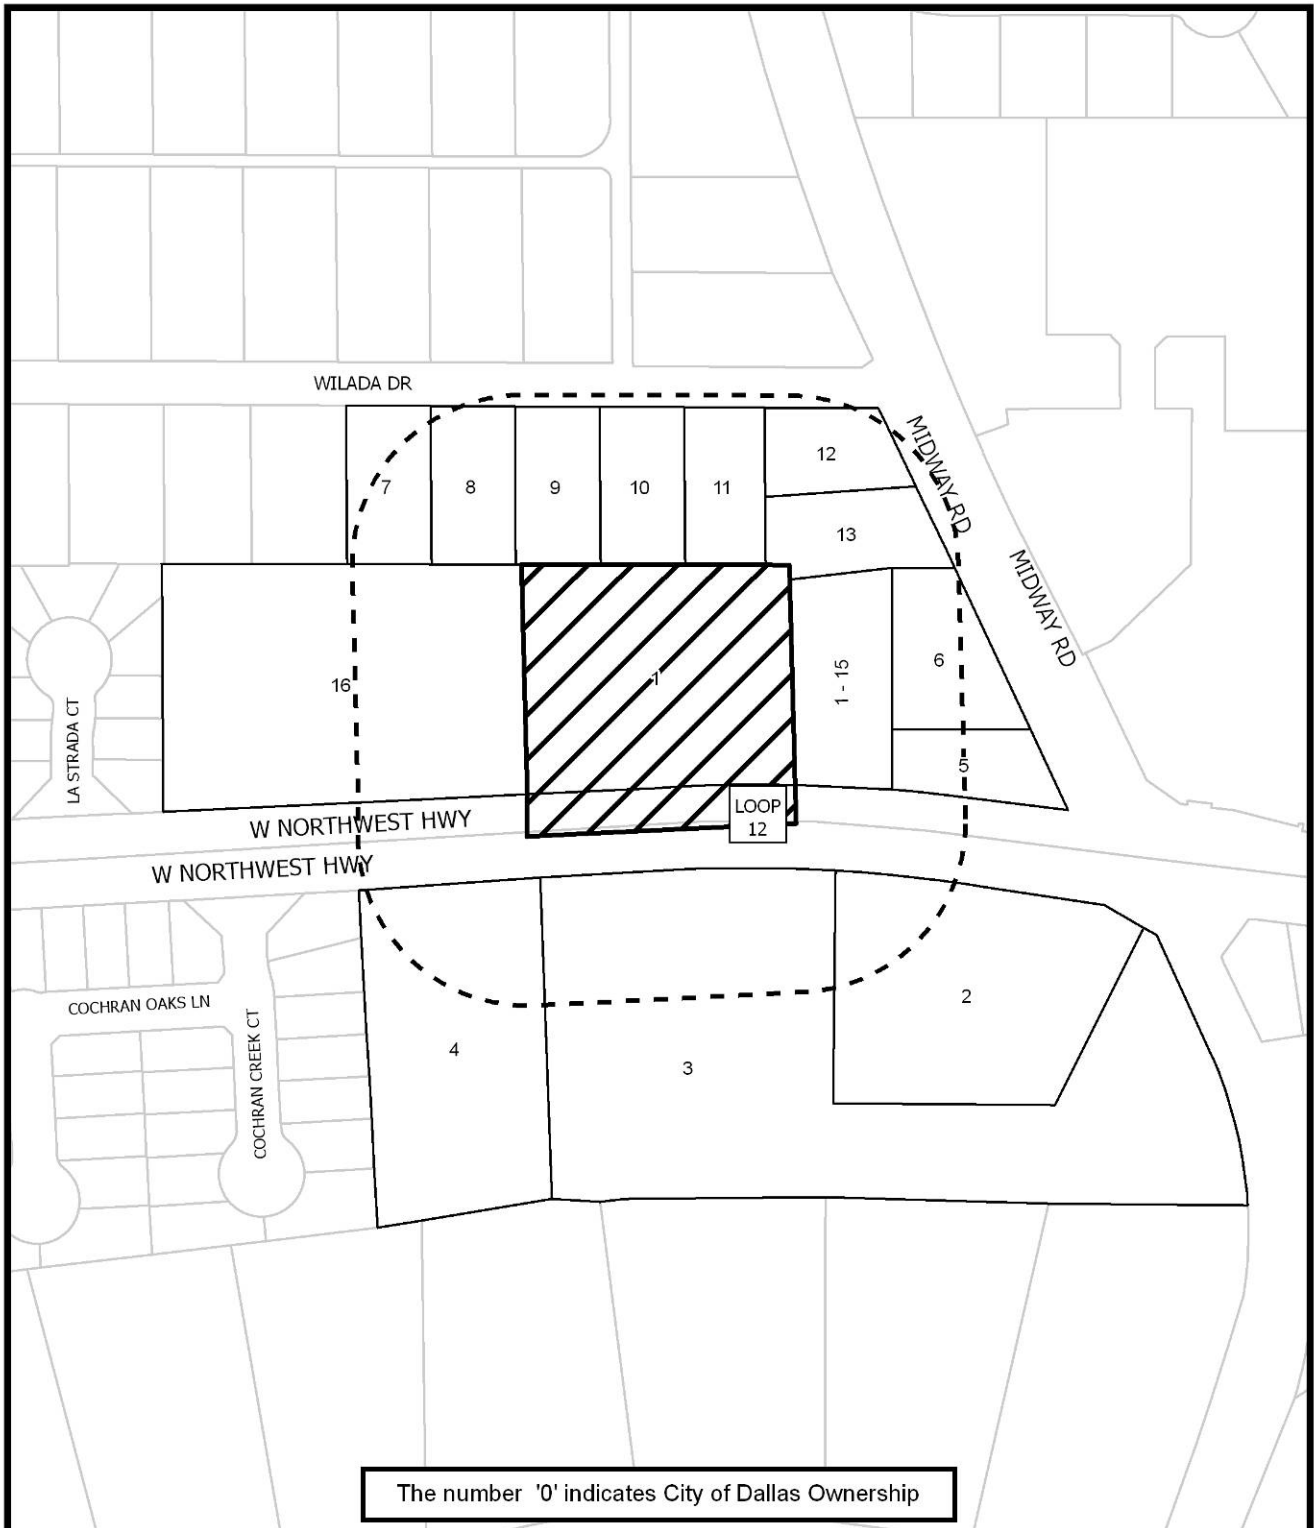 WILADA DR
MIDWAY RD
MIDWAY RD
12
7
8
9
10
11
13
16
1
1 - 15
6
5
LA STRADA CT
LOOP
12
W NORTHWEST HWY
W NORTHWEST HWY
COCHRAN OAKS LN
COCHRAN CREEK CT
2
4
3
The number '0' indicates City of Dallas Ownership